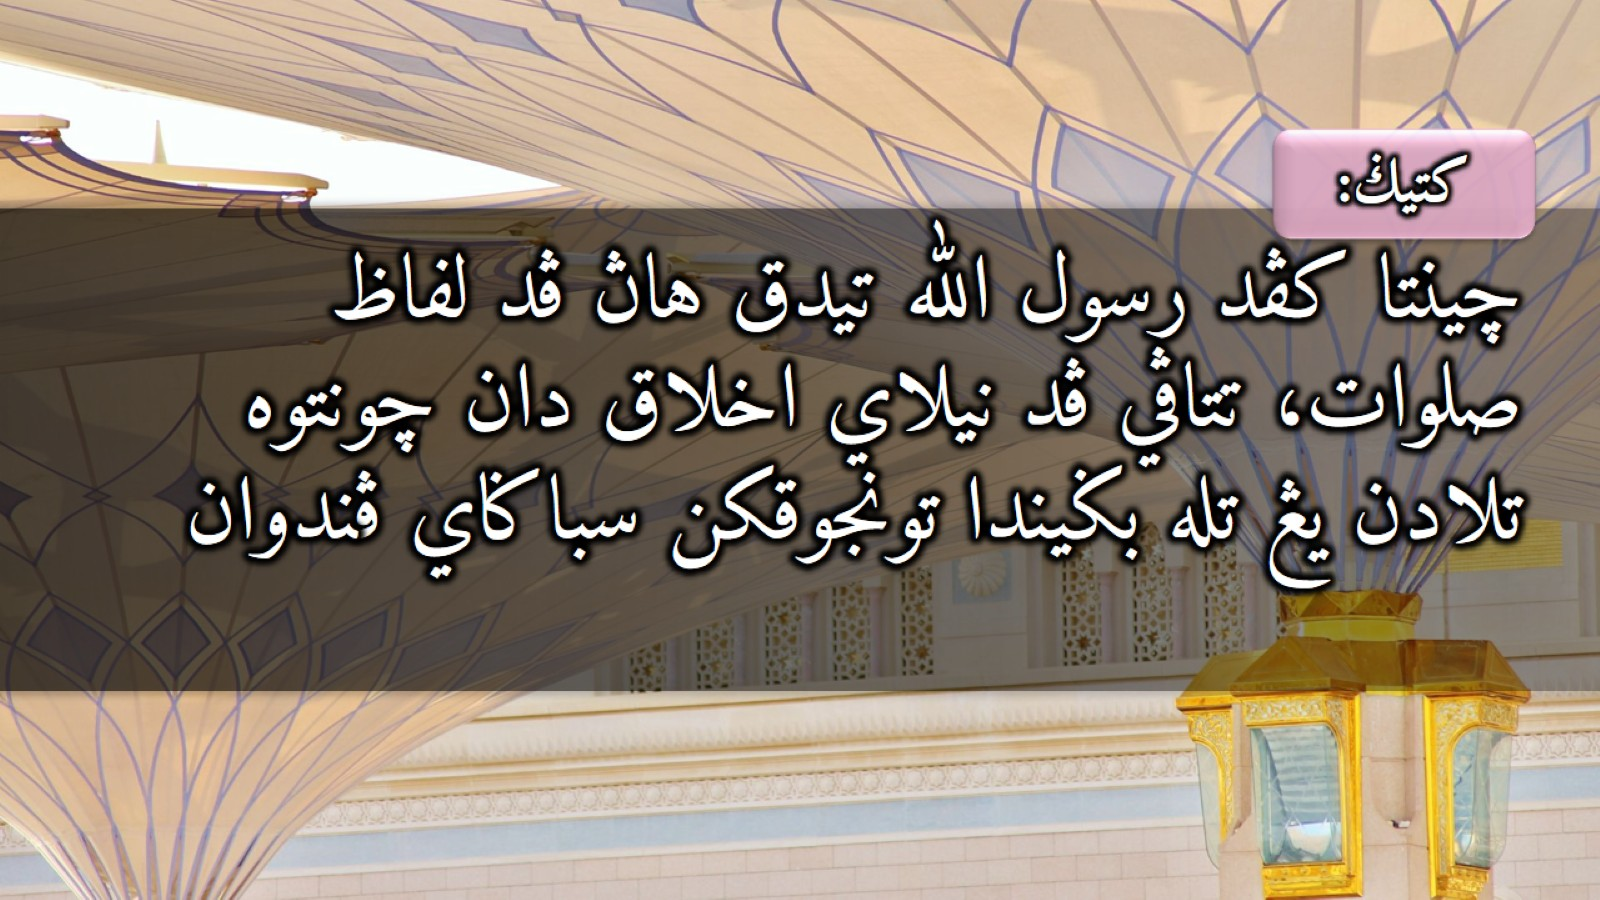 كتيݢ:
چينتا كڤد رسول الله تيدق هاڽ ڤد لفاظ
صلوات، تتاڤي ڤد نيلاي اخلاق دان چونتوه
تلادن يڠ تله بݢيندا تونجوقكن سباݢاي ڤندوان